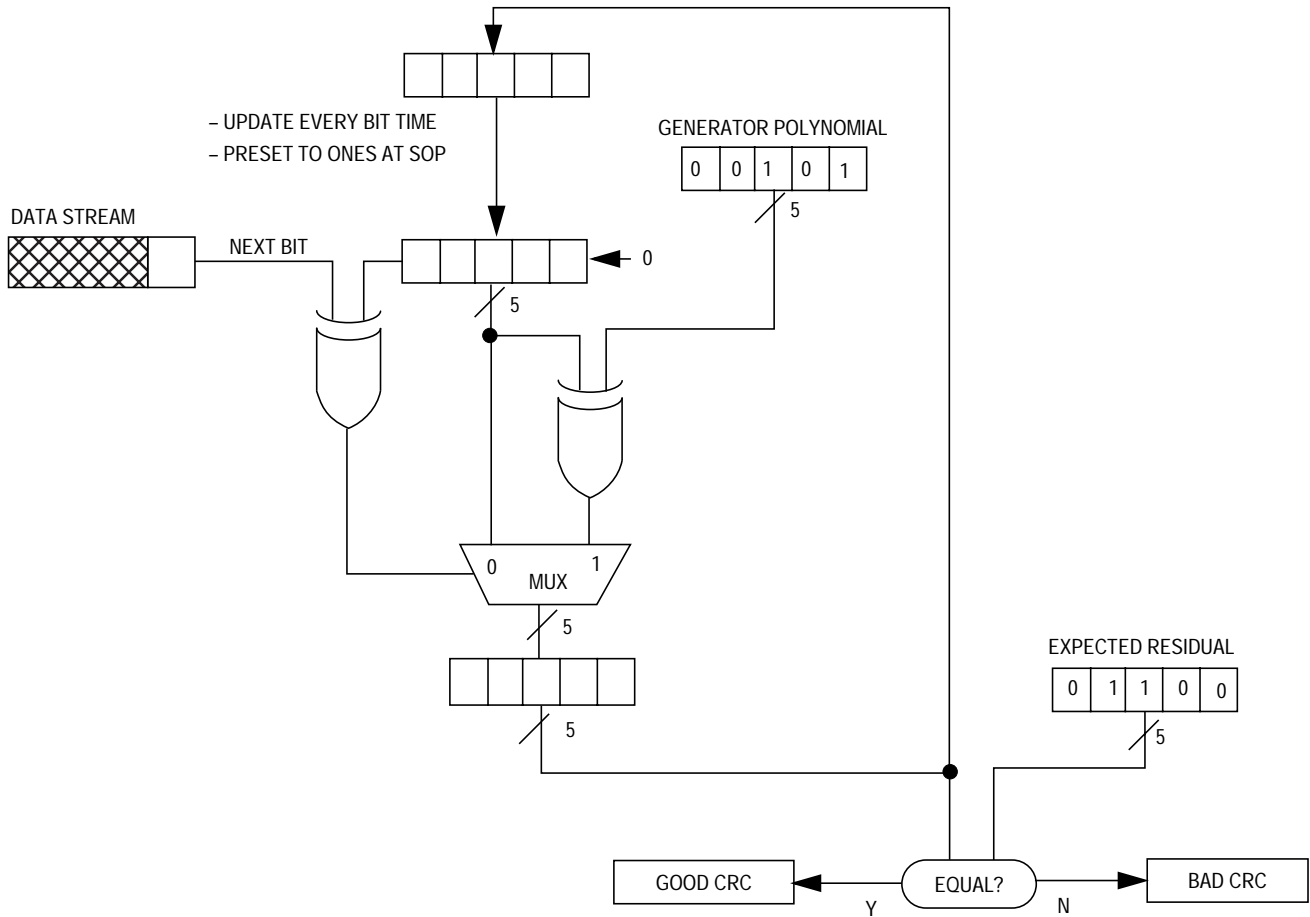 – UPDATE EVERY BIT TIME
– PRESET TO ONES AT SOP
GENERATOR POLYNOMIAL
0 0 1 0 1
5
DATA STREAM
NEXT BIT
0
5
0 1
MUX
5
5
EXPECTED RESIDUAL
0 1 1 0 0
5
GOOD CRC
EQUAL?
BAD CRC
Y
N